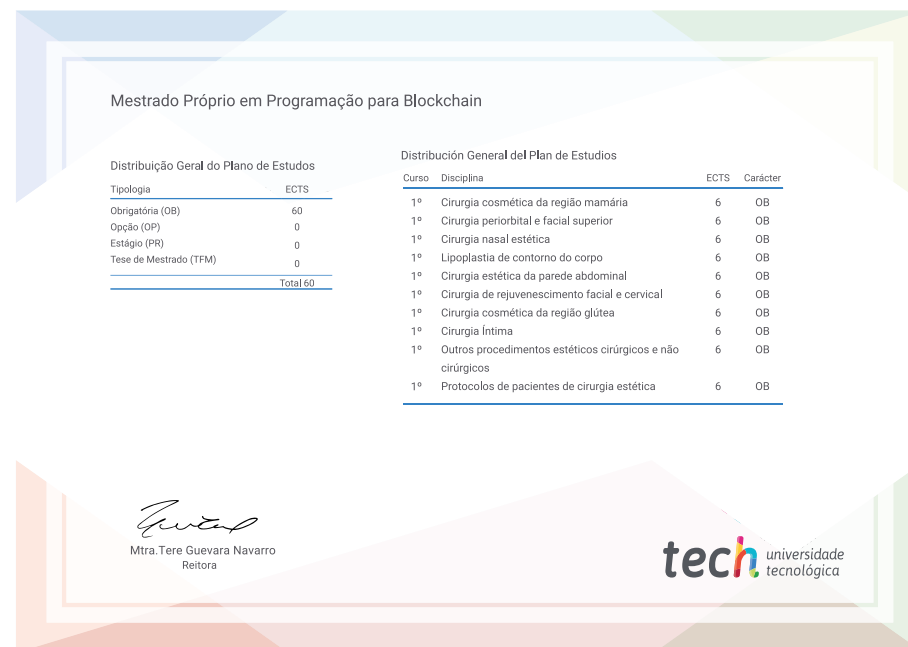 Mestrado Próprio em Programação para Blockchain
Distribuição Geral do Plano de Estudos
Tipologia ECTS
Obrigatória (OB) 60
Opção (OP) 0
Estágio (PR) 0
Tese de Mestrado (TFM) 0
Total 60
Distribución General del Plan de Estudios
Curso Disciplina ECTS Carácter
1º Cirurgia cosmética da região mamária 6 OB
1º Cirurgia periorbital e facial superior 6 OB
1º Cirurgia nasal estética 6 OB
1º Lipoplastia de contorno do corpo 6 OB
1º Cirurgia estética da parede abdominal 6 OB
1º Cirurgia de rejuvenescimento facial e cervical 6 OB
1º Cirurgia cosmética da região glútea 6 OB
1º Cirurgia Íntima 6 OB
1º Outros procedimentos estéticos cirúrgicos e não 6 OB
cirúrgicos
1º Protocolos de pacientes de cirurgia estética 6 OB
Mtra.Tere Guevara Navarro
Reitora
tech universidade
tecnológica